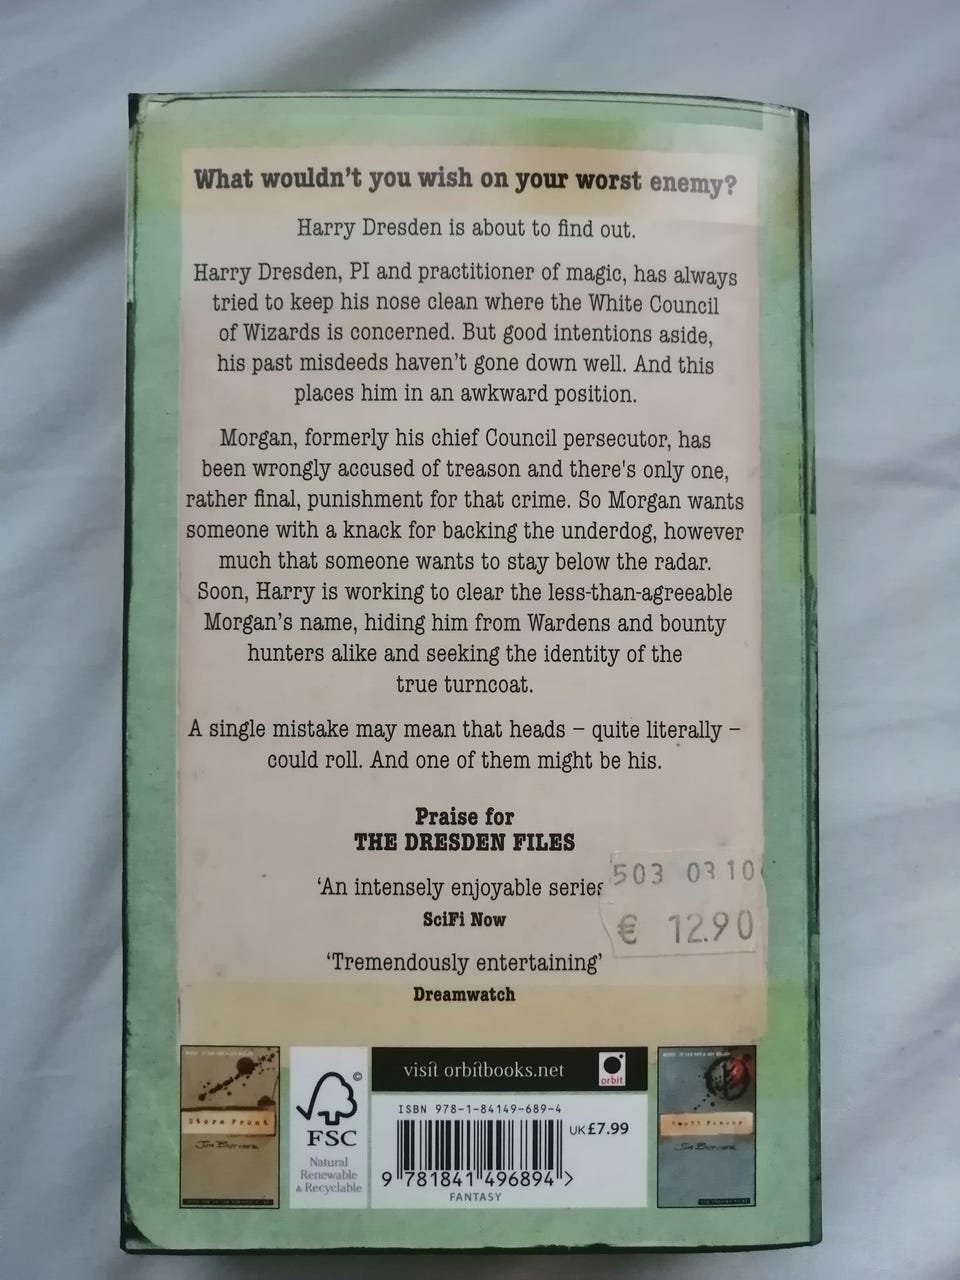 What wouldn't you wish on your worst enemy?
Harry Dresden is about to find out.
Harry Dresden, PI and practitioner of magic, has always
tried to keep his nose clean where the White Council
of Wizards is concerned. But good intentions aside,
his past misdeeds haven't gone down well. And this
places him in an awkward position.
Morgan, formerly his chief Council persecutor, has
been wrongly accused of treason and there's only one,
rather final, punishment for that crime. So Morgan wants
someone with a knack for backing the underdog, however
much that someone wants to stay below the radar.
Soon, Harry is working to clear the less-than-agreeable
Morgan's name, hiding him from Wardens and bounty
hunters alike and seeking the identity of the
true turncoat.
A single mistake may mean that heads – quite literally –
could roll. And one of them might be his.
Praise for
THE DRESDEN FILES
503 03 10
'An intensely enjoyable series
SciFi Now
€ 12.90
'Tremendously entertaining'
Dreamwatch
visit orbitbooks.net
orbit
©
FSC
Natural
Renewable
& Recyclable
ISBN 978-1-84149-689-4
UK £7.99
9 781841 496894 >
FANTASY
Storm Front
Jim Butcher
Small Favour
Jim Butcher